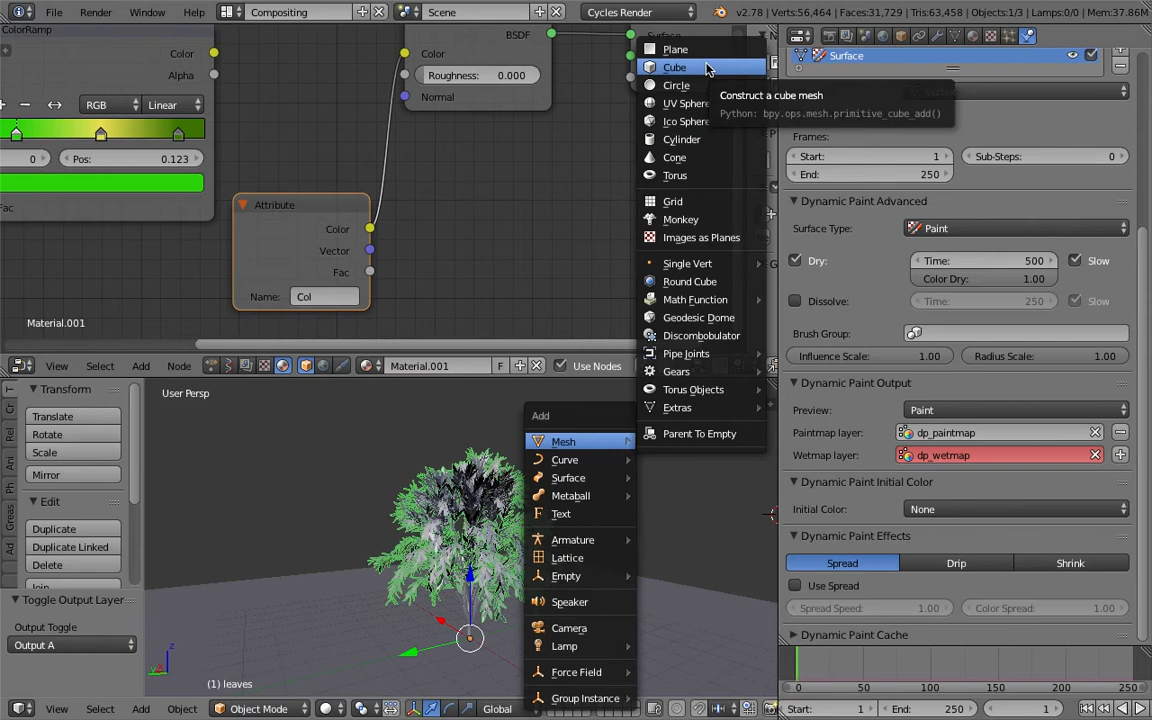 File Render Window Help Compositing Scene Cycles Render v2.78 | Verts:56,464 | Faces:31,729 | Tris:63,458 | Objects:1/3 | Lamps:0/0 | Mem:37.86M
ColorRamp
Color
Alpha
RGB Linear
0 Pos: 0.123
Fac
BSDF
Color
Roughness: 0.000
Normal
Surface
Attribute
Color
Vector
Fac
Name: Col
Material.001
View Select Add Node Material.001 F Use Nodes
Plane
Cube
Circle
UV Sphere
Ico Sphere
Cylinder
Cone
Torus
Grid
Monkey
Images as Planes
Single Vert
Round Cube
Math Function
Geodesic Dome
Discombobulator
Pipe Joints
Gears
Torus Objects
Extras
Parent To Empty
Construct a cube mesh
Python: bpy.ops.mesh.primitive_cube_add()
Surface
Frames:
Start: 1 Sub-Steps: 0
End: 250
Dynamic Paint Advanced
Surface Type: Paint
Dry: Time: 500 Slow
Color Dry: 1.00
Dissolve: Time: 250 Slow
Brush Group:
Influence Scale: 1.00 Radius Scale: 1.00
Dynamic Paint Output
Preview: Paint
Paintmap layer: dp_paintmap
Wetmap layer: dp_wetmap
Dynamic Paint Initial Color
Initial Color: None
Dynamic Paint Effects
Spread Drip Shrink
Use Spread
Spread Speed: 1.00 Color Spread: 1.00
Dynamic Paint Cache
0 50 100 150 200 250
Start: 1 End: 250 1
Transform
Translate
Rotate
Scale
Mirror
Edit
Duplicate
Duplicate Linked
Delete
Join
Toggle Output Layer
Output Toggle
Output A
Cr
Rel
Ani
Ph
Greas
Ad
User Persp
(1) leaves
Add
Mesh
Curve
Surface
Metaball
Text
Armature
Lattice
Empty
Speaker
Camera
Lamp
Force Field
Group Instance
View Select Add Object Object Mode Global